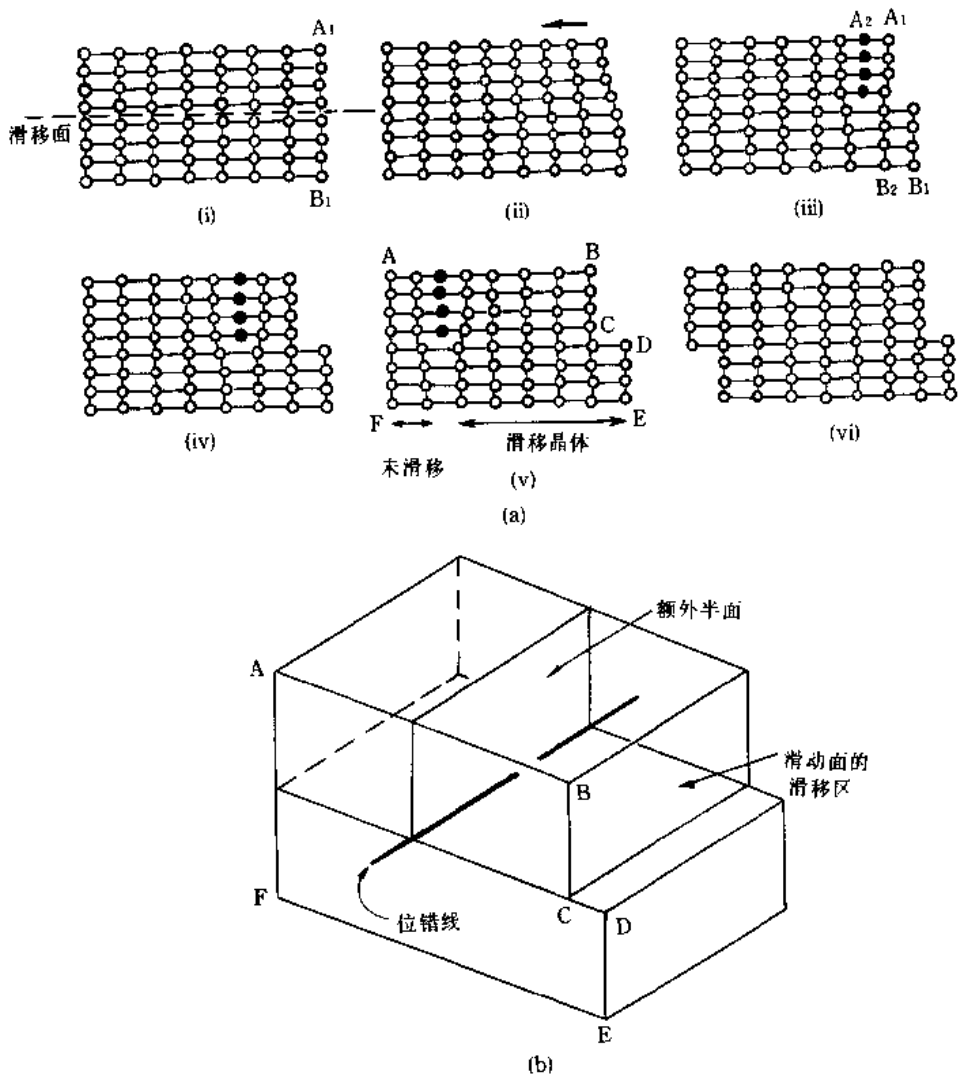 A₁
滑移面
B₁
(i)
(ii)
A₂ A₁
B₂ B₁
(iii)
(iv)
A B
C
D
F E
滑移晶体
未滑移
(v)
(vi)
(a)
额外半面
A
滑动面的
滑移区
B
F
位错线
C D
E
(b)